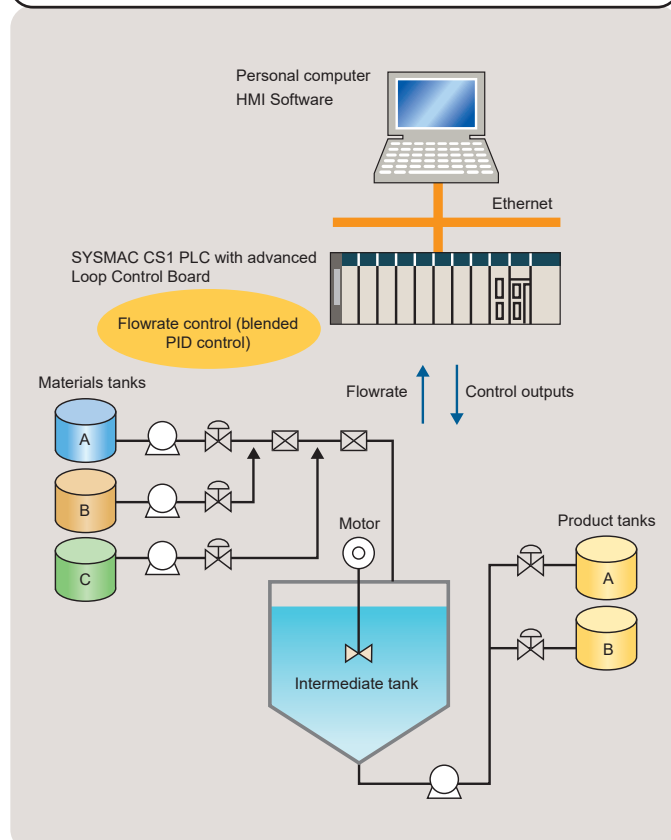 Personal computer
HMI Software
Ethernet
SYSMAC CS1 PLC with advanced
Loop Control Board
Flowrate control (blended
PID control)
Flowrate
Control outputs
Materials tanks
A
B
C
Motor
Intermediate tank
Product tanks
A
B